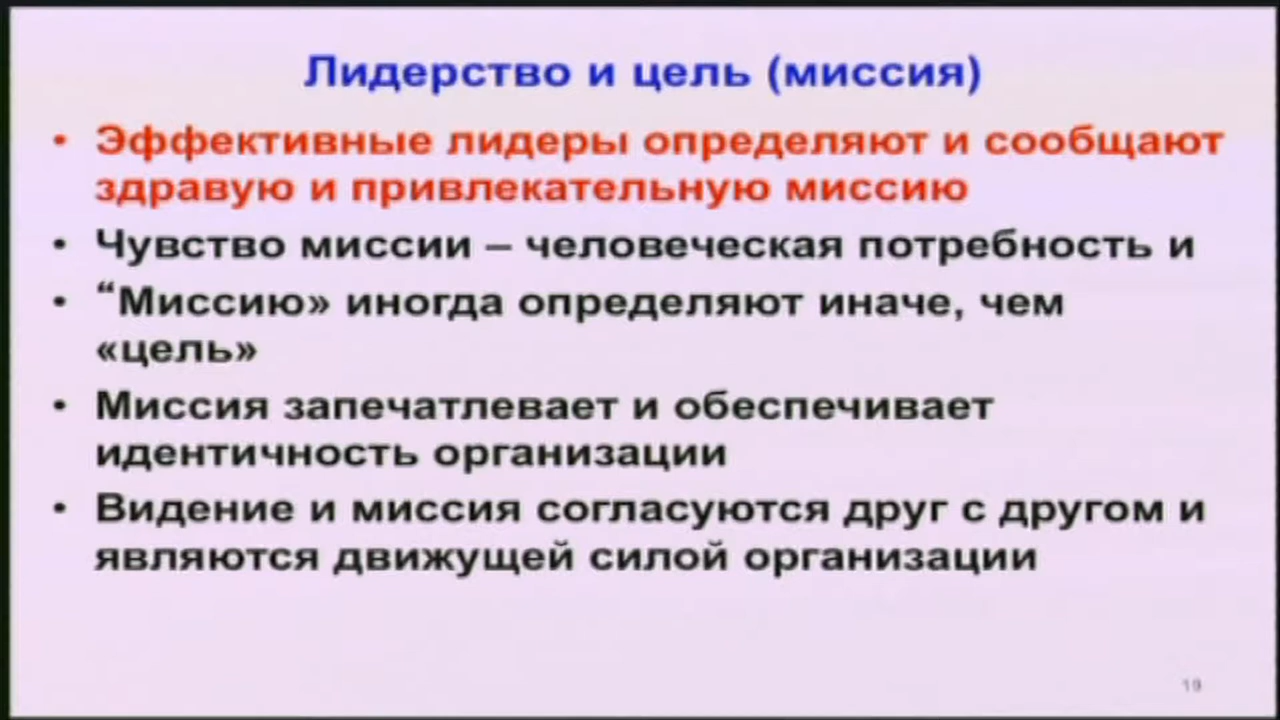 Лидерство и цель (миссия)
• Эффективные лидеры определяют и сообщают
здравую и привлекательную миссию
• Чувство миссии – человеческая потребность и
• “Миссию» иногда определяют иначе, чем
«цель»
• Миссия запечатлевает и обеспечивает
идентичность организации
• Видение и миссия согласуются друг с другом и
являются движущей силой организации
19